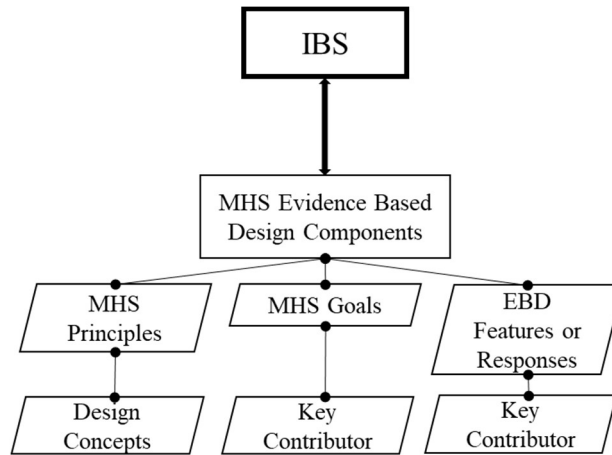 IBS
MHS Evidence Based
Design Components
MHS
Principles
MHS Goals
EBD
Features or
Responses
Design
Concepts
Key
Contributor
Key
Contributor